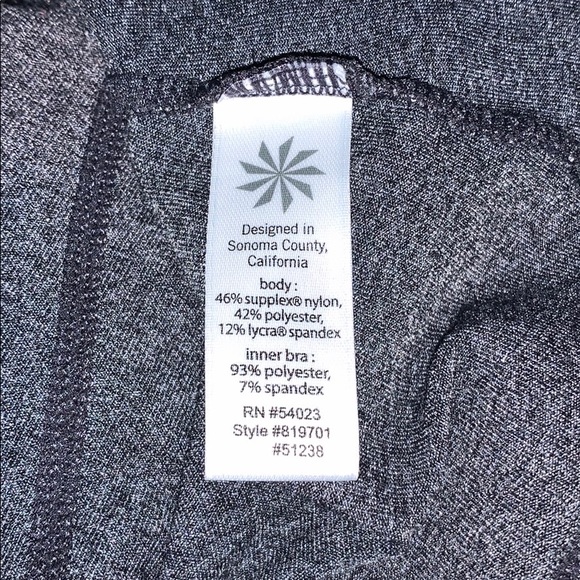 Designed in
Sonoma County,
California
body :
46% supplex® nylon,
42% polyester,
12% lycra® spandex
inner bra :
93% polyester,
7% spandex
RN #54023
Style #819701
#51238